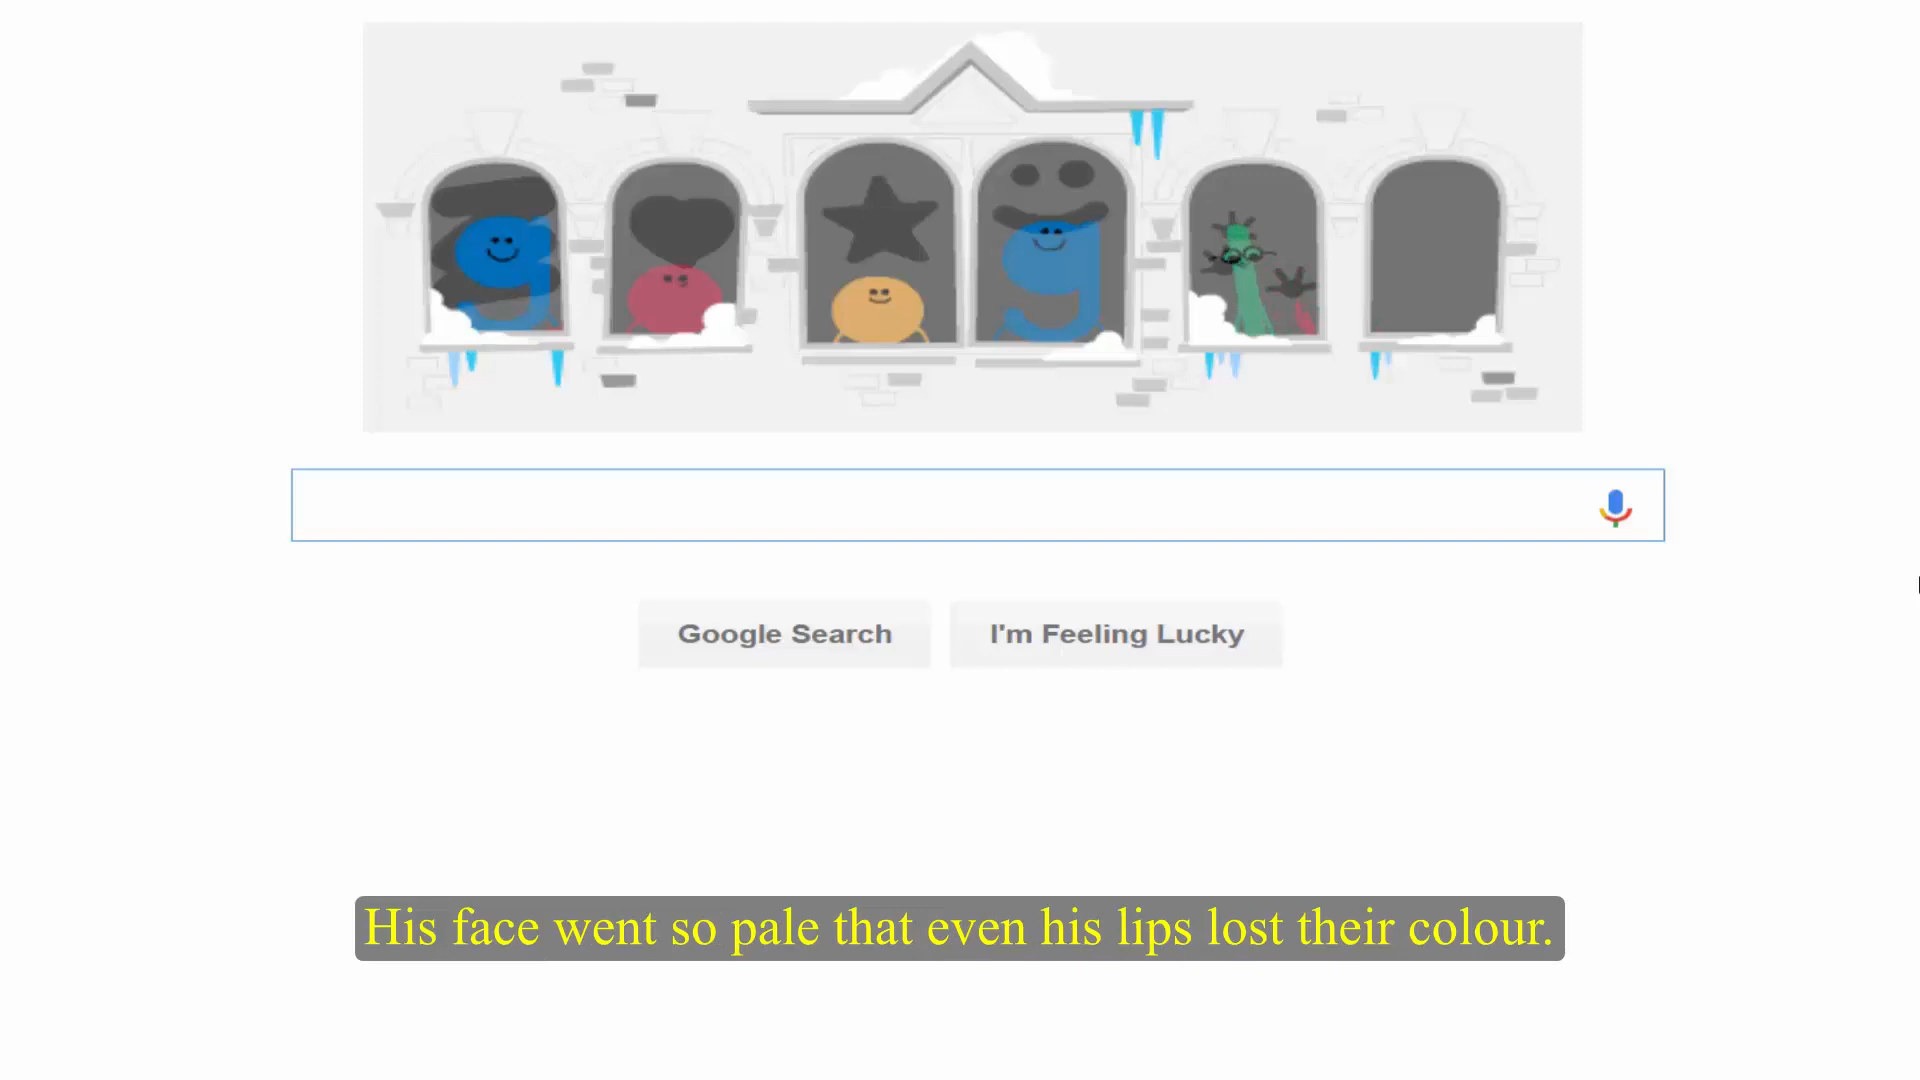 Google Search
I'm Feeling Lucky
His face went so pale that even his lips lost their colour.